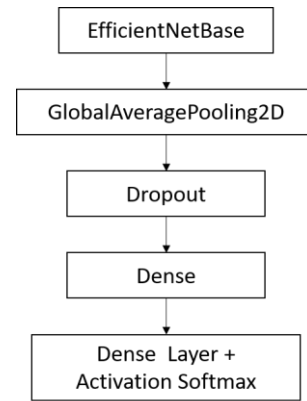 EfficientNetBase
GlobalAveragePooling2D
Dropout
Dense
Dense Layer +
Activation Softmax